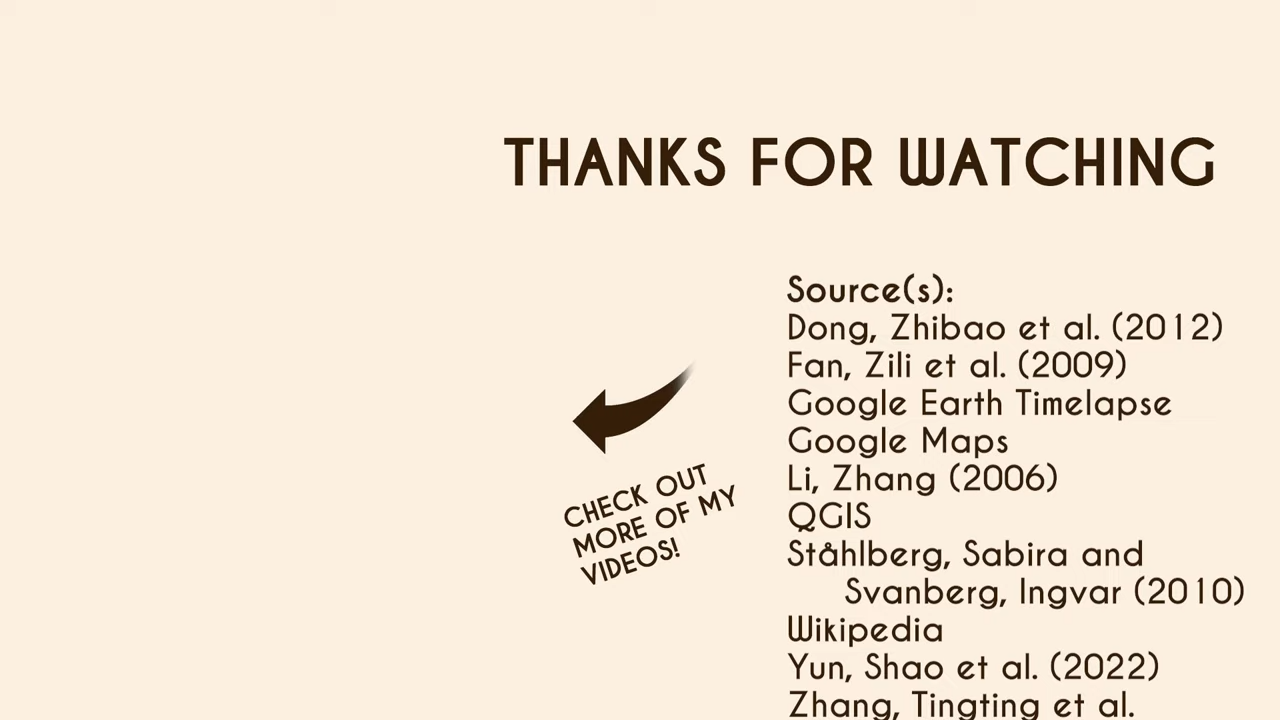 THANKS FOR WATCHING
Source(s):
Dong, Zhibao et al. (2012)
Fan, Zili et al. (2009)
Google Earth Timelapse
Google Maps
Li, Zhang (2006)
QGIS
Ståhlberg, Sabira and
Svanberg, Ingvar (2010)
Wikipedia
Yun, Shao et al. (2022)
Zhang, Tingting et al.
CHECK OUT
MORE OF MY
VIDEOS!